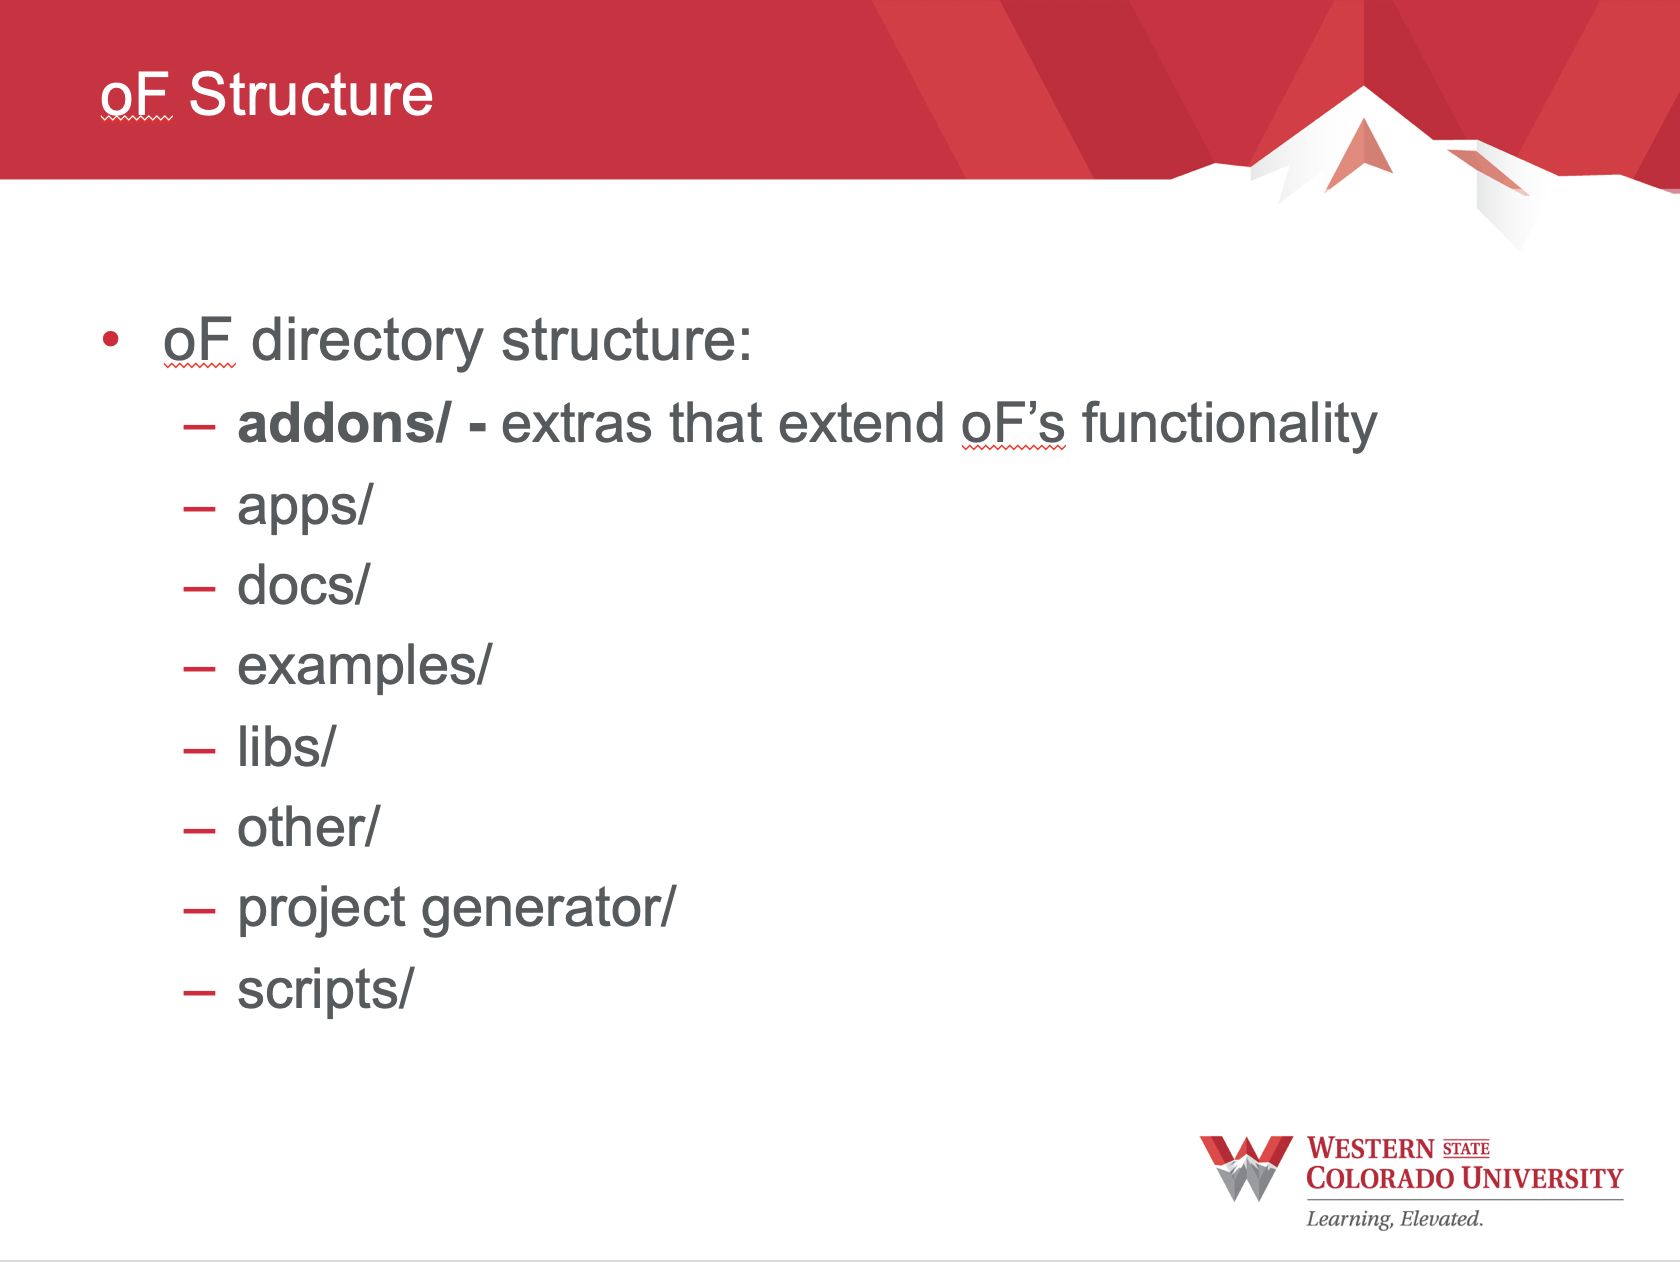 oF Structure
• oF directory structure:
– addons/ - extras that extend oF’s functionality
– apps/
– docs/
– examples/
– libs/
– other/
– project generator/
– scripts/
WESTERN STATE
COLORADO UNIVERSITY
Learning, Elevated.